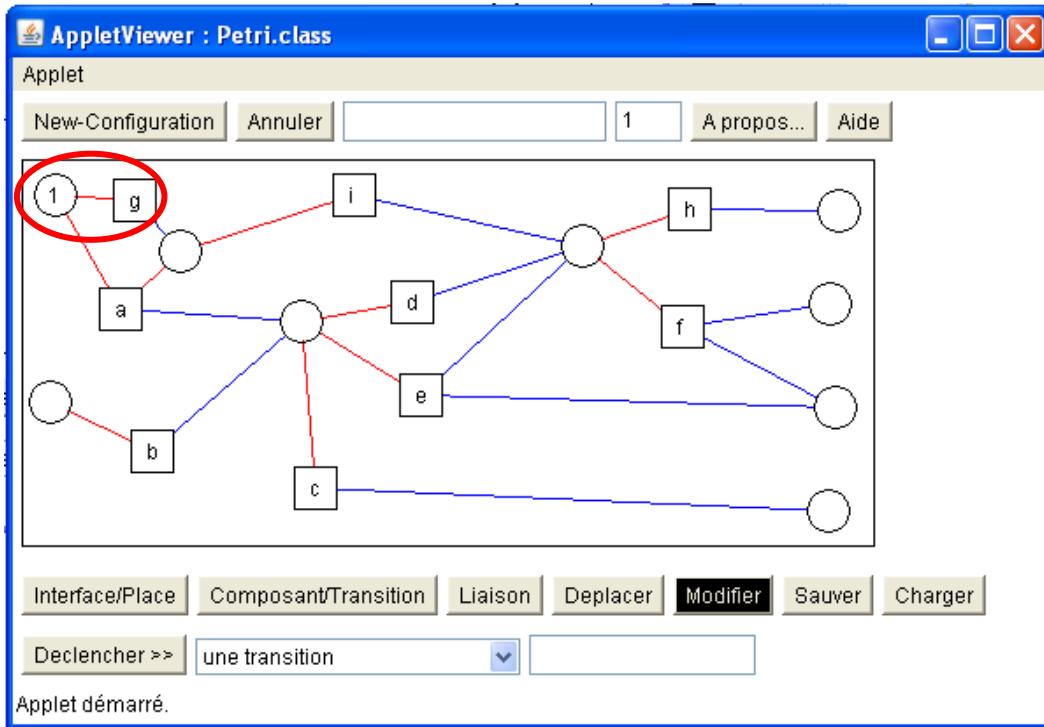 AppletViewer : Petri.class
Applet
New-Configuration Annuler 1 A propos... Aide
1 g i h
a d f
e
b
c
Interface/Place Composant/Transition Liaison Deplacer Modifier Sauver Charger
Declencher >> une transition
Applet démarré.